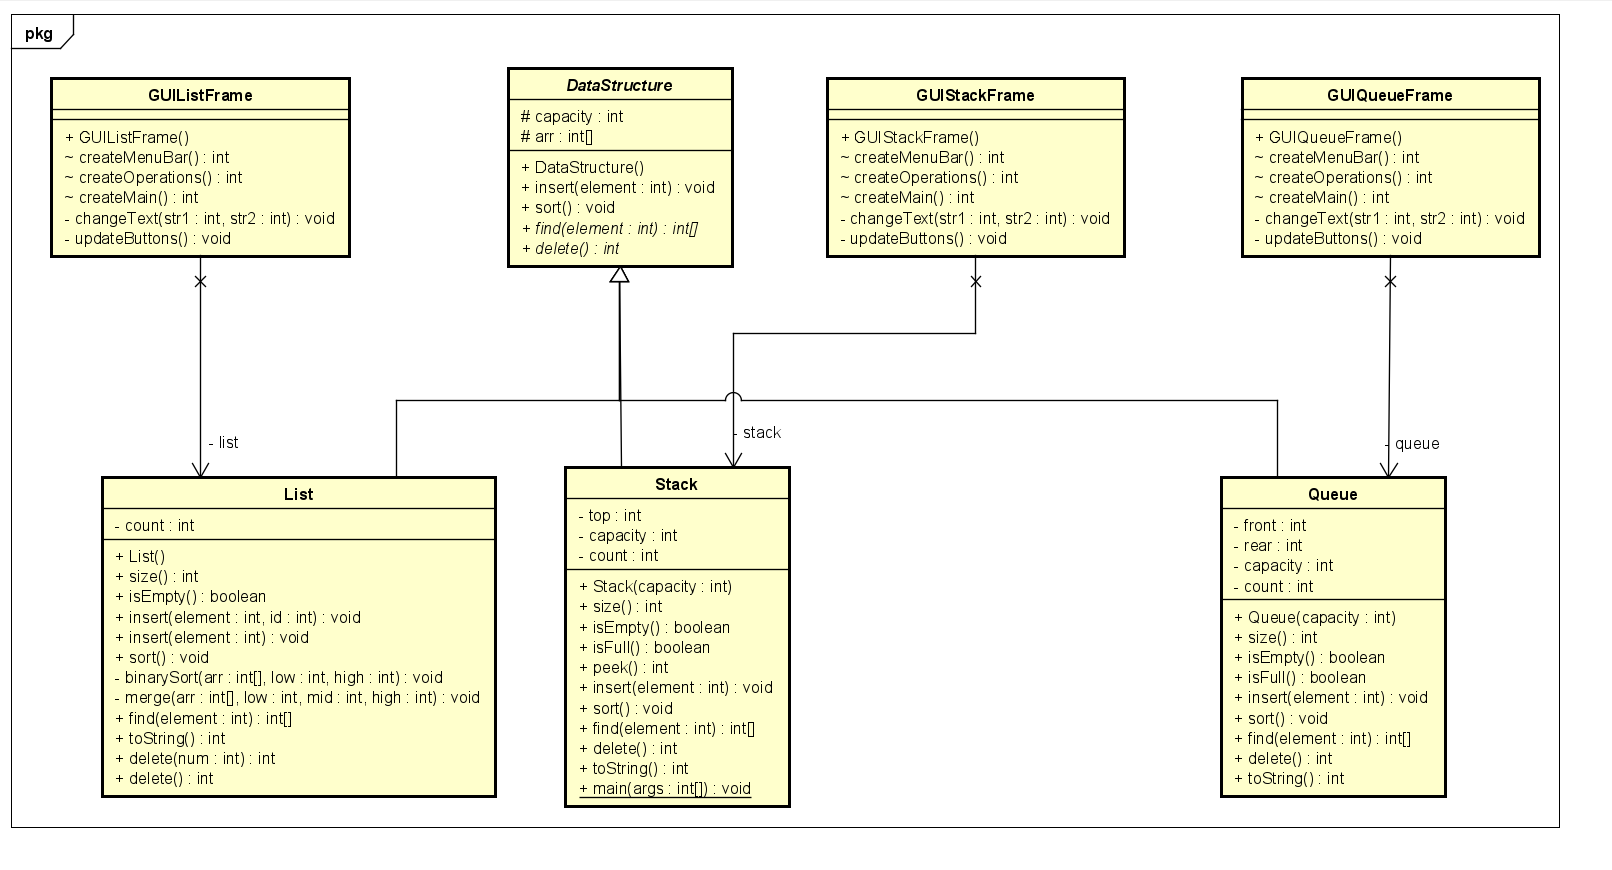 pkg
GUIListFrame
+ GUIListFrame()
~ createMenuBar() : int
~ createOperations() : int
~ createMain() : int
- changeText(str1 : int, str2 : int) : void
- updateButtons() : void
DataStructure
# capacity : int
# arr : int[]
+ DataStructure()
+ insert(element : int) : void
+ sort() : void
+ find(element : int) : int[]
+ delete() : int
GUIStackFrame
+ GUIStackFrame()
~ createMenuBar() : int
~ createOperations() : int
~ createMain() : int
- changeText(str1 : int, str2 : int) : void
- updateButtons() : void
GUIQueueFrame
+ GUIQueueFrame()
~ createMenuBar() : int
~ createOperations() : int
~ createMain() : int
- changeText(str1 : int, str2 : int) : void
- updateButtons() : void
- list
- stack
- queue
List
- count : int
+ List()
+ size() : int
+ isEmpty() : boolean
+ insert(element : int, id : int) : void
+ insert(element : int) : void
+ sort() : void
- binarySort(arr : int[], low : int, high : int) : void
- merge(arr : int[], low : int, mid : int, high : int) : void
+ find(element : int) : int[]
+ toString() : int
+ delete(num : int) : int
+ delete() : int
Stack
- top : int
- capacity : int
- count : int
+ Stack(capacity : int)
+ size() : int
+ isEmpty() : boolean
+ isFull() : boolean
+ peek() : int
+ insert(element : int) : void
+ sort() : void
+ find(element : int) : int[]
+ delete() : int
+ toString() : int
+ main(args : int[]) : void
Queue
- front : int
- rear : int
- capacity : int
- count : int
+ Queue(capacity : int)
+ size() : int
+ isEmpty() : boolean
+ isFull() : boolean
+ insert(element : int) : void
+ sort() : void
+ find(element : int) : int[]
+ delete() : int
+ toString() : int